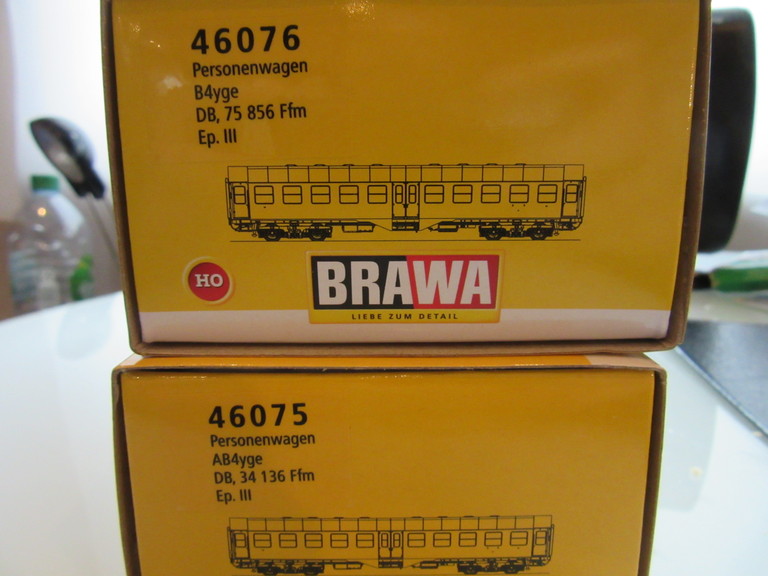 46076
Personenwagen
B4yge
DB, 75 856 Ffm
Ep. III
HO
BRAWA
LIEBE ZUM DETAIL
46075
Personenwagen
AB4yge
DB, 34 136 Ffm
Ep. III